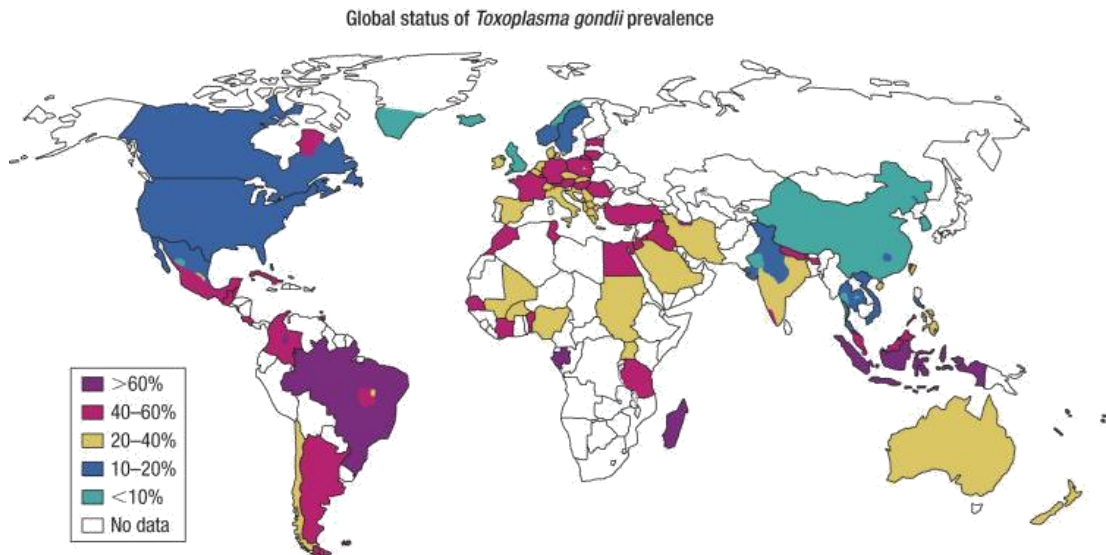 Global status of Toxoplasma gondii prevalence
>60%
40–60%
20–40%
10–20%
<10%
No data